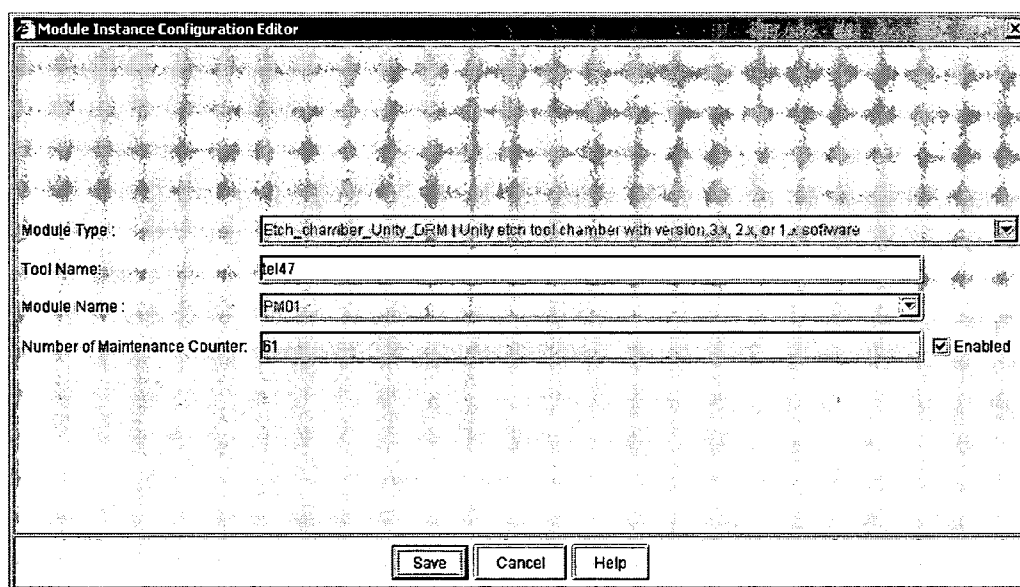 Module Instance Configuration Editor
Module Type : Etch_chamber_Unity_DRM | Unity etch tool chamber with version 3.x, 2.x, or 1.x software
Tool Name: tel47
Module Name : PM01
Number of Maintenance Counter: 61 Enabled
Save Cancel Help